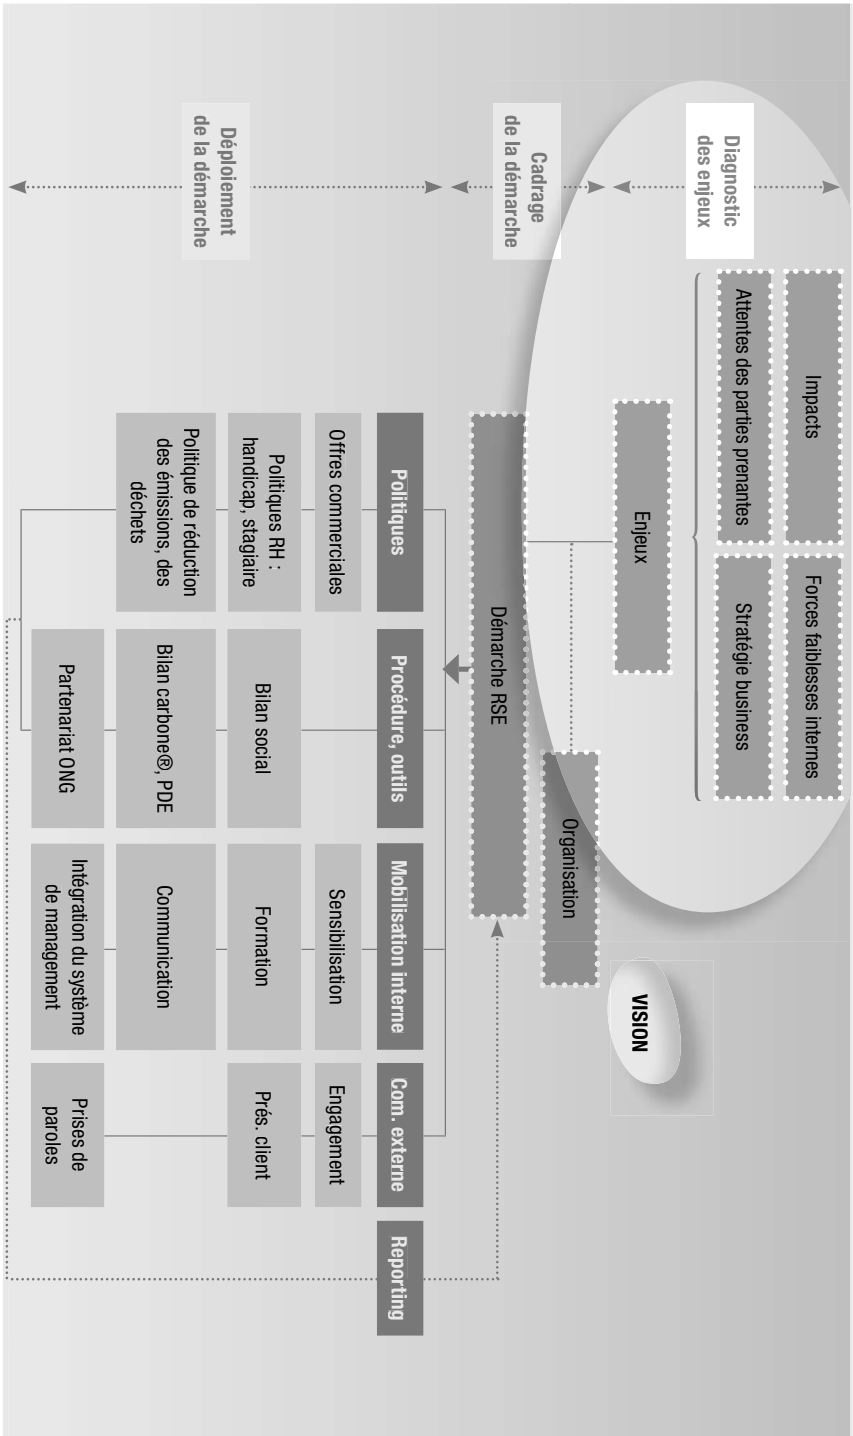 Diagnostic
des enjeux
Impacts
Forces faiblesses internes
Attentes des parties prenantes
Stratégie business
Enjeux
VISION
Cadrage
de la démarche
Organisation
Démarche RSE
Déploiement
de la démarche
Politiques
Offres commerciales
Politiques RH :
handicap, stagiaire
Politique de réduction
des émissions, des
déchets
Procédure, outils
Bilan social
Bilan carbone®, PDE
Partenariat ONG
Mobilisation interne
Sensibilisation
Formation
Communication
Intégration du système
de management
Com. externe
Engagement
Prés. client
Prises de
paroles
Reporting